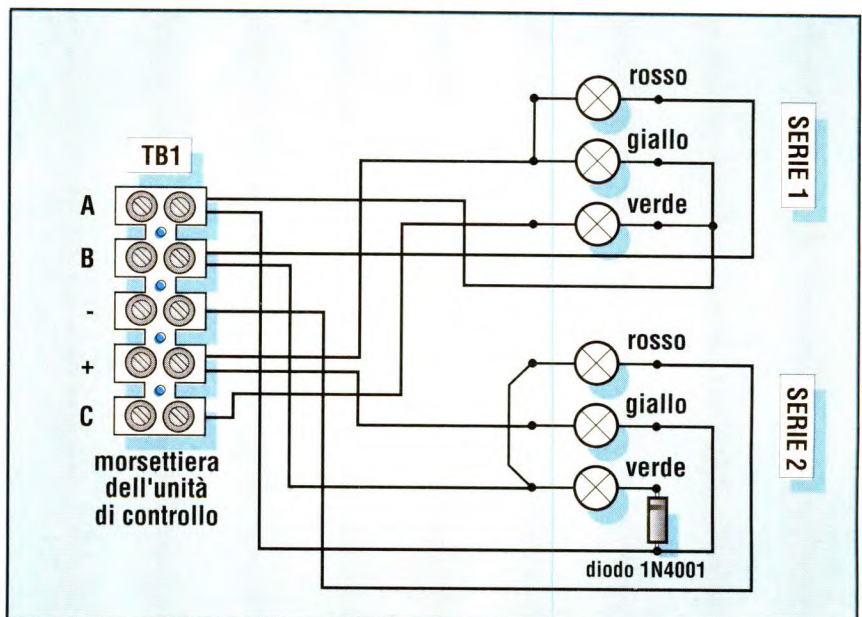 TB1
A
B
-
+
C
morsettiera
dell'unità
di controllo
rosso
giallo
verde
SERIE 1
rosso
giallo
verde
SERIE 2
diodo 1N4001